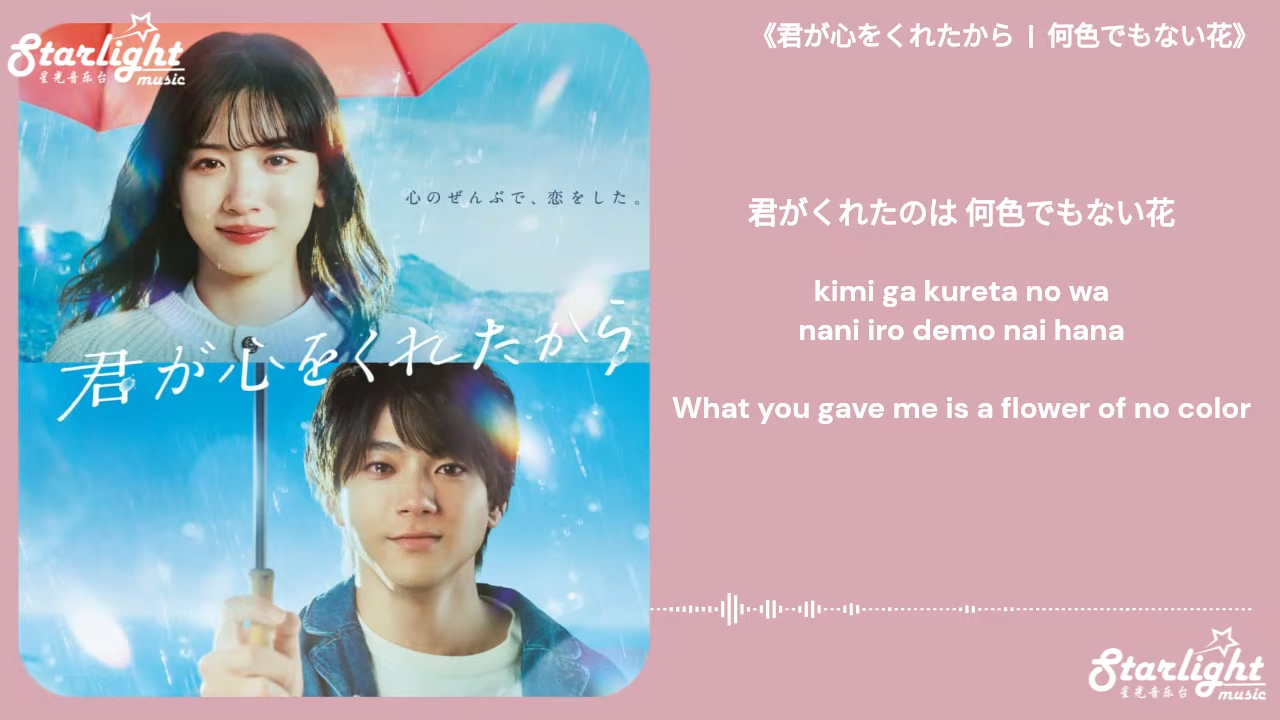 Starlight
星光音乐台 music
《君が心をくれたから | 何色でもない花》
心のぜんぶで、恋をした。
君が心をくれたから
君がくれたのは 何色でもない花
kimi ga kureta no wa
nani iro demo nai hana
What you gave me is a flower of no color
Starlight
星光音乐台 music